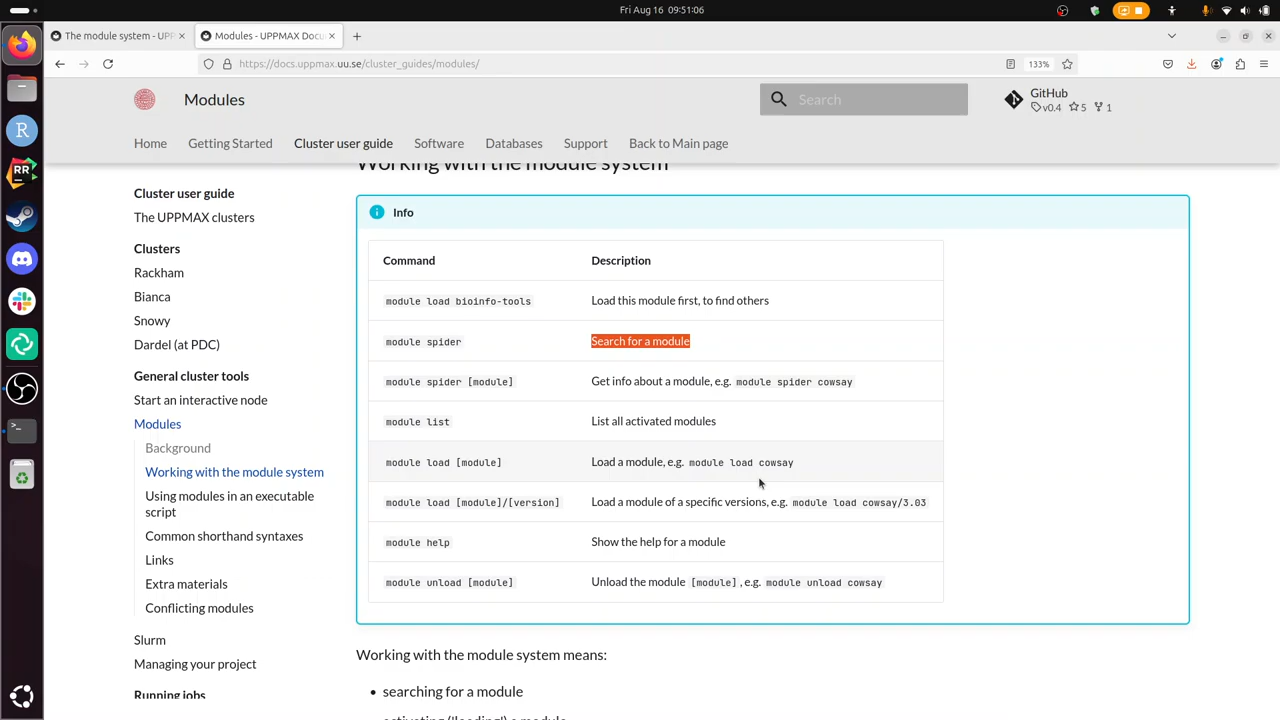 Fri Aug 16 09:51:06
The module system - UPP
Modules - UPPMAX Docu
https://docs.uppmax.uu.se/cluster_guides/modules/
133%
Modules
Search
GitHub
v0.4 5 1
Home
Getting Started
Cluster user guide
Software
Databases
Support
Back to Main page
Cluster user guide
The UPPMAX clusters
Clusters
Rackham
Bianca
Snowy
Dardel (at PDC)
General cluster tools
Start an interactive node
Modules
Background
Working with the module system
Using modules in an executable
script
Common shorthand syntaxes
Links
Extra materials
Conflicting modules
Slurm
Managing your project
Running jobs
Working with the module system
Info
Command Description
module load bioinfo-tools Load this module first, to find others
module spider Search for a module
module spider [module] Get info about a module, e.g. module spider cowsay
module list List all activated modules
module load [module] Load a module, e.g. module load cowsay
module load [module]/[version] Load a module of a specific versions, e.g. module load cowsay/3.03
module help Show the help for a module
module unload [module] Unload the module [module], e.g. module unload cowsay
Working with the module system means:
• searching for a module
activating ('loading') a module